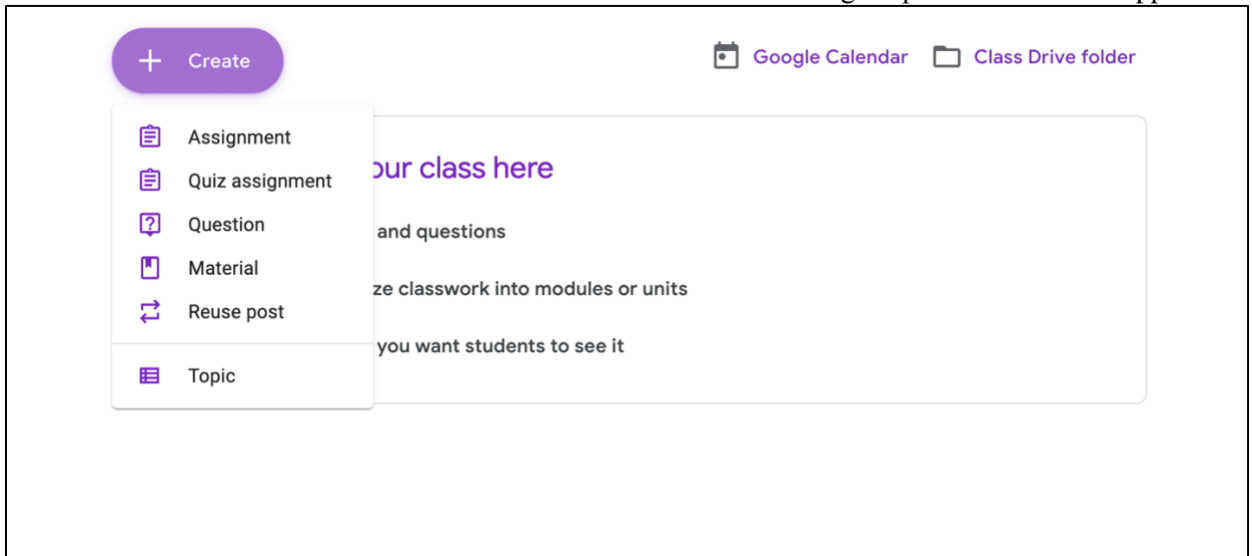 + Create
Google Calendar
Class Drive folder
Assignment
Quiz assignment
Question
Material
Reuse post
Topic
our class here
and questions
ze classwork into modules or units
you want students to see it